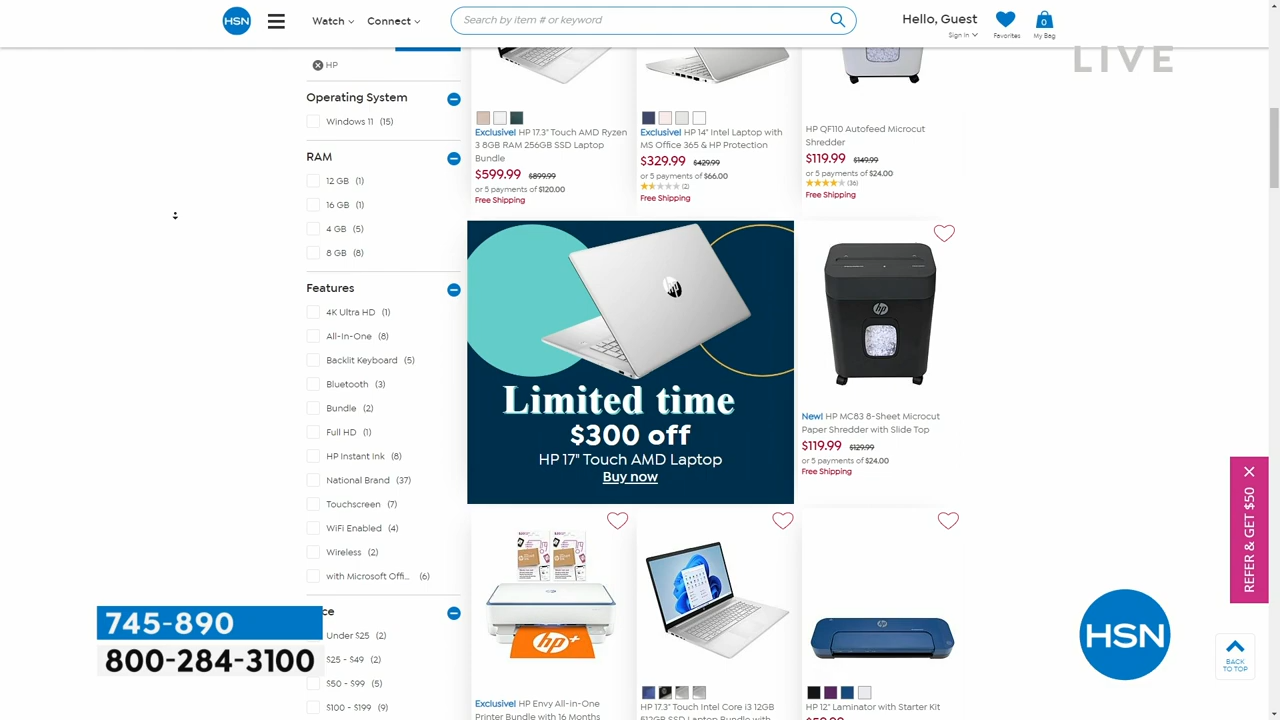 HSN
Watch
Connect
Search by item # or keyword
Hello, Guest
Sign In
Favorites
0
My Bag
LIVE
HP
Operating System
Windows 11 (15)
RAM
12 GB (1)
16 GB (1)
4 GB (5)
8 GB (8)
Features
4K Ultra HD (1)
All-In-One (8)
Backlit Keyboard (5)
Bluetooth (3)
Bundle (2)
Full HD (1)
HP Instant Ink (8)
National Brand (37)
Touchscreen (7)
WiFi Enabled (4)
Wireless (2)
with Microsoft Offi... (6)
ce
Under $25 (2)
$25 - $49 (2)
$50 - $99 (5)
$100 - $199 (9)
745-890
800-284-3100
Exclusive! HP 17.3" Touch AMD Ryzen
3 8GB RAM 256GB SSD Laptop
Bundle
$599.99 $899.99
or 5 payments of $120.00
Free Shipping
Exclusive! HP 14" Intel Laptop with
MS Office 365 & HP Protection
$329.99 $429.99
or 5 payments of $66.00
(2)
Free Shipping
HP QF110 Autofeed Microcut
Shredder
$119.99 $149.99
or 5 payments of $24.00
(36)
Free Shipping
hp
Limited time
$300 off
HP 17" Touch AMD Laptop
Buy now
hp
New! HP MC83 8-Sheet Microcut
Paper Shredder with Slide Top
$119.99 $129.99
or 5 payments of $24.00
Free Shipping
hp+
Exclusive! HP Envy All-in-One
Printer Bundle with 16 Months
HP 17.3" Touch Intel Core i3 12GB
512GB SSD Laptop Bundle with
hp
HP 12" Laminator with Starter Kit
REFER & GET $50
HSN
BACK
TO TOP